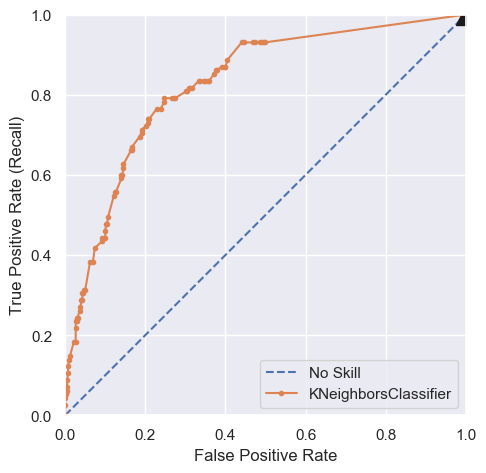 1.0
0.8
0.6
0.4
0.2
0.0
True Positive Rate (Recall)
No Skill
KNeighborsClassifier
0.0 0.2 0.4 0.6 0.8 1.0
False Positive Rate